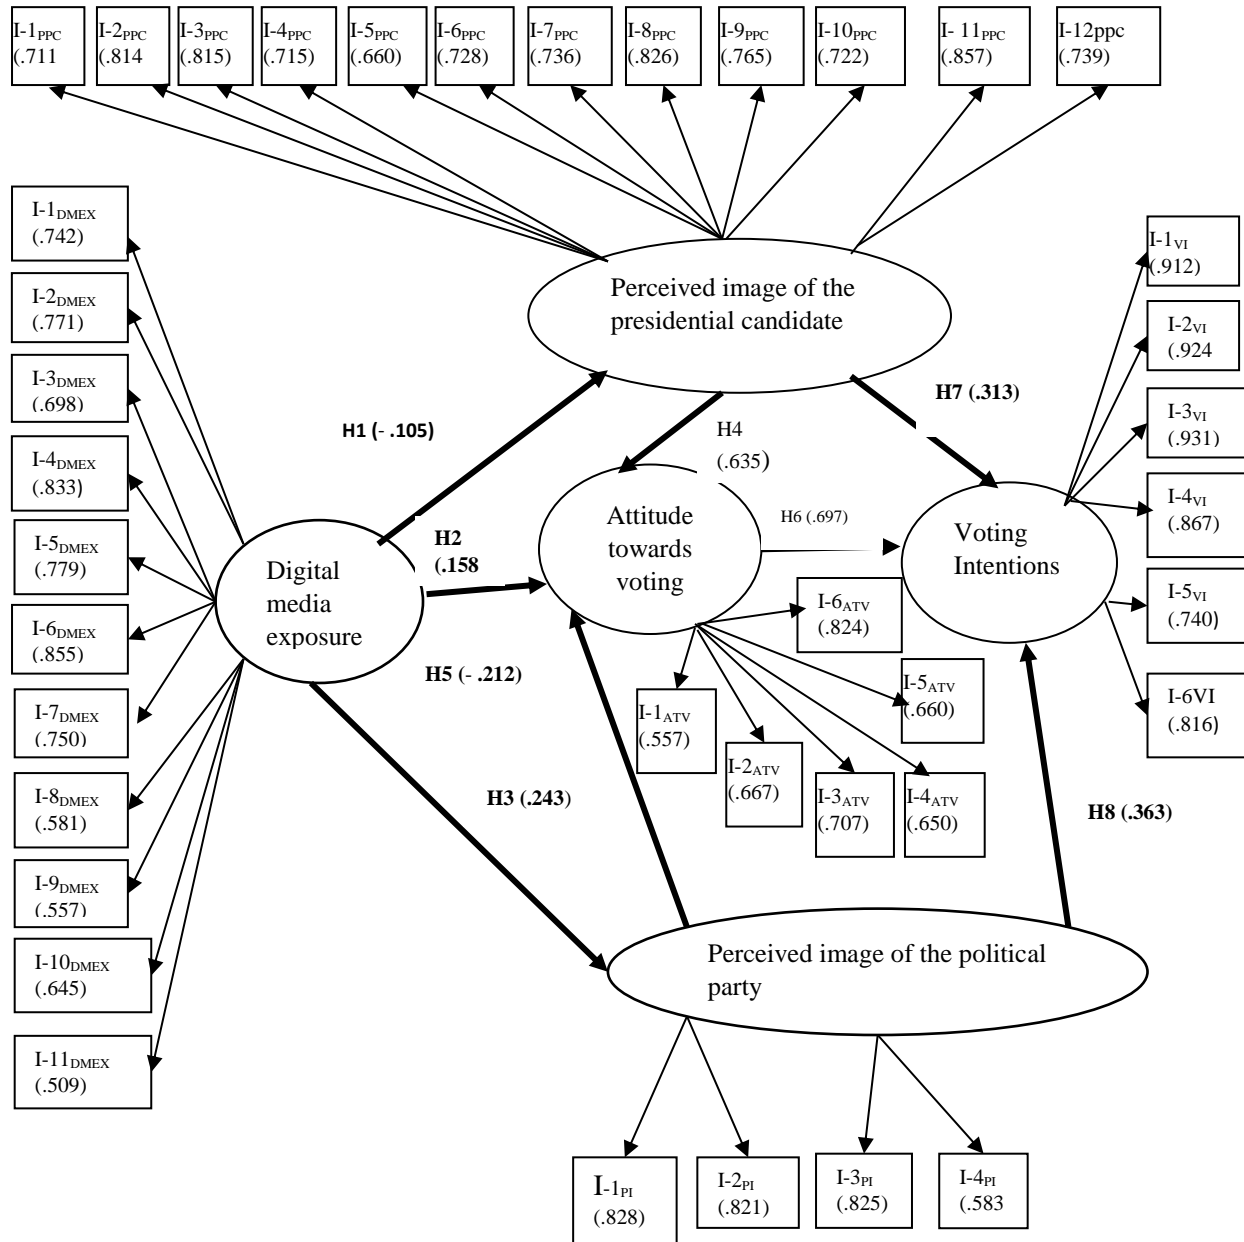 I-1PPC
(.711
I-2PPC
(.814
I-3PPC
(.815)
I-4PPC
(.715)
I-5PPC
(.660)
I-6PPC
(.728)
I-7PPC
(.736)
I-8PPC
(.826)
I-9PPC
(.765)
I-10PPC
(.722)
I- 11PPC
(.857)
I-12ppc
(.739)
I-1DMEX
(.742)
I-2DMEX
(.771)
I-3DMEX
(.698)
I-4DMEX
(.833)
I-5DMEX
(.779)
I-6DMEX
(.855)
I-7DMEX
(.750)
I-8DMEX
(.581)
I-9DMEX
(.557)
I-10DMEX
(.645)
I-11DMEX
(.509)
Perceived image of the
presidential candidate
H1 (- .105)
H4
(.635)
H7 (.313)
H2
(.158
Digital
media
exposure
Attitude
towards
voting
H6 (.697)
Voting
Intentions
I-1VI
(.912)
I-2VI
(.924
I-3VI
(.931)
I-4VI
(.867)
I-5VI
(.740)
I-6VI
(.816)
H5 (- .212)
I-6ATV
(.824)
I-5ATV
(.660)
I-1ATV
(.557)
I-2ATV
(.667)
I-3ATV
(.707)
I-4ATV
(.650)
H3 (.243)
H8 (.363)
Perceived image of the political
party
I-1PI
(.828)
I-2PI
(.821)
I-3PI
(.825)
I-4PI
(.583